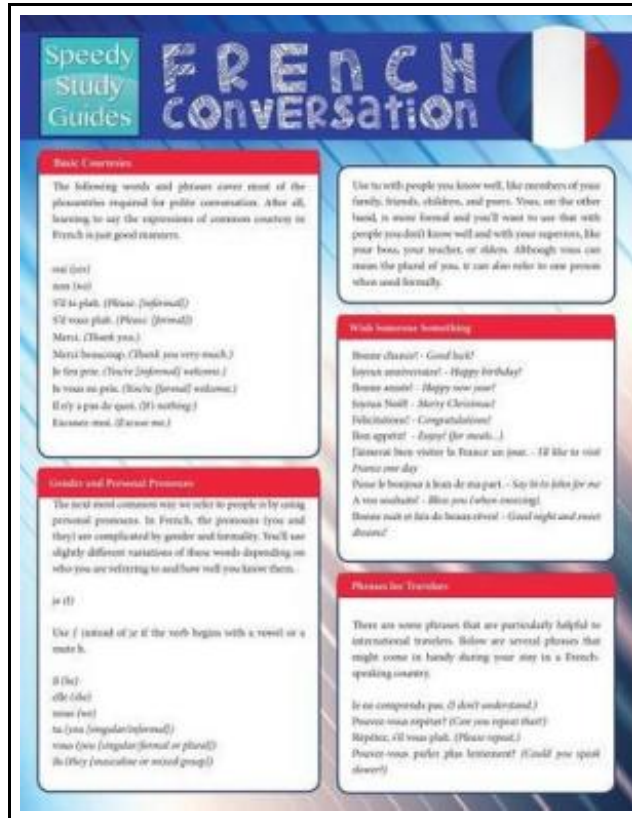 Speedy
Study
Guides
FRENCH
CONVERSATION
Basic Courtesies
The following words and phrases cover most of the
pleasantries required for polite conversation. After all,
learning to say the expressions of common courtesy in
French is just good manners.
oui (yes)
non (no)
S'il te plaît. (Please. [informal])
S'il vous plaît. (Please. [formal])
Merci. (Thank you.)
Merci beaucoup. (Thank you very much.)
Je t'en prie. (You're [informal] welcome.)
Je vous en prie. (You're [formal] welcome.)
Il n'y a pas de quoi. (It's nothing.)
Excusez-moi. (Excuse me.)
Gender and Personal Pronouns
The next most common way we refer to people is by using
personal pronouns. In French, the pronouns (you and
they) are complicated by gender and formality. You'll use
slightly different variations of these words depending on
who you are referring to and how well you know them.
je (I)
Use j' instead of je if the verb begins with a vowel or a
mute h.
il (he)
elle (she)
nous (we)
tu (you [singular/informal])
vous (you [singular/formal or plural])
ils (they [masculine or mixed group])
Use tu with people you know well, like members of your
family, friends, children, and peers. Vous, on the other
hand, is more formal and you'll want to use that with
people you don't know well and with your superiors, like
your boss, your teacher, or elders. Although vous can
mean the plural of you, it can also refer to one person
when used formally.
Wish Someone Something
Bonne chance! - Good luck!
Joyeux anniversaire! - Happy birthday!
Bonne année! - Happy new year!
Joyeux Noël! - Merry Christmas!
Félicitations! - Congratulations!
Bon appétit! - Enjoy! (for meals...)
J'aimerai bien visiter la France un jour. - I'd like to visit
France one day
Passe le bonjour à Jean de ma part. - Say hi to John for me
A vos souhaits! - Bless you (when sneezing)
Bonne nuit et fais de beaux rêves! - Good night and sweet
dreams!
Phrases for Travelers
There are some phrases that are particularly helpful to
international travelers. Below are several phrases that
might come in handy during your stay in a French-
speaking country.
Je ne comprends pas. (I don't understand.)
Pouvez-vous répéter? (Can you repeat that?)
Répétez, s'il vous plaît. (Please repeat.)
Pouvez-vous parler plus lentement? (Could you speak
slower?)